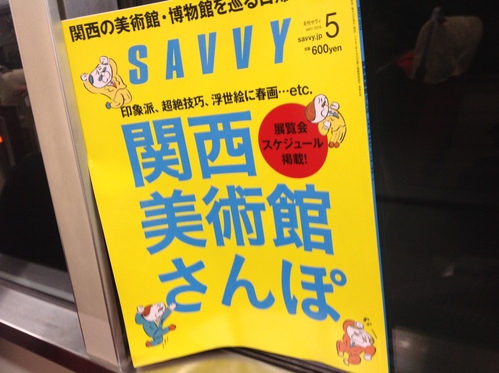 関西の美術館・博物館を巡る
SAVVY
5
savvy.jp
600yen
印象派、超絶技巧、浮世絵に春画…etc.
関西
美術館
さんぽ
展覧会
スケジュール
掲載!